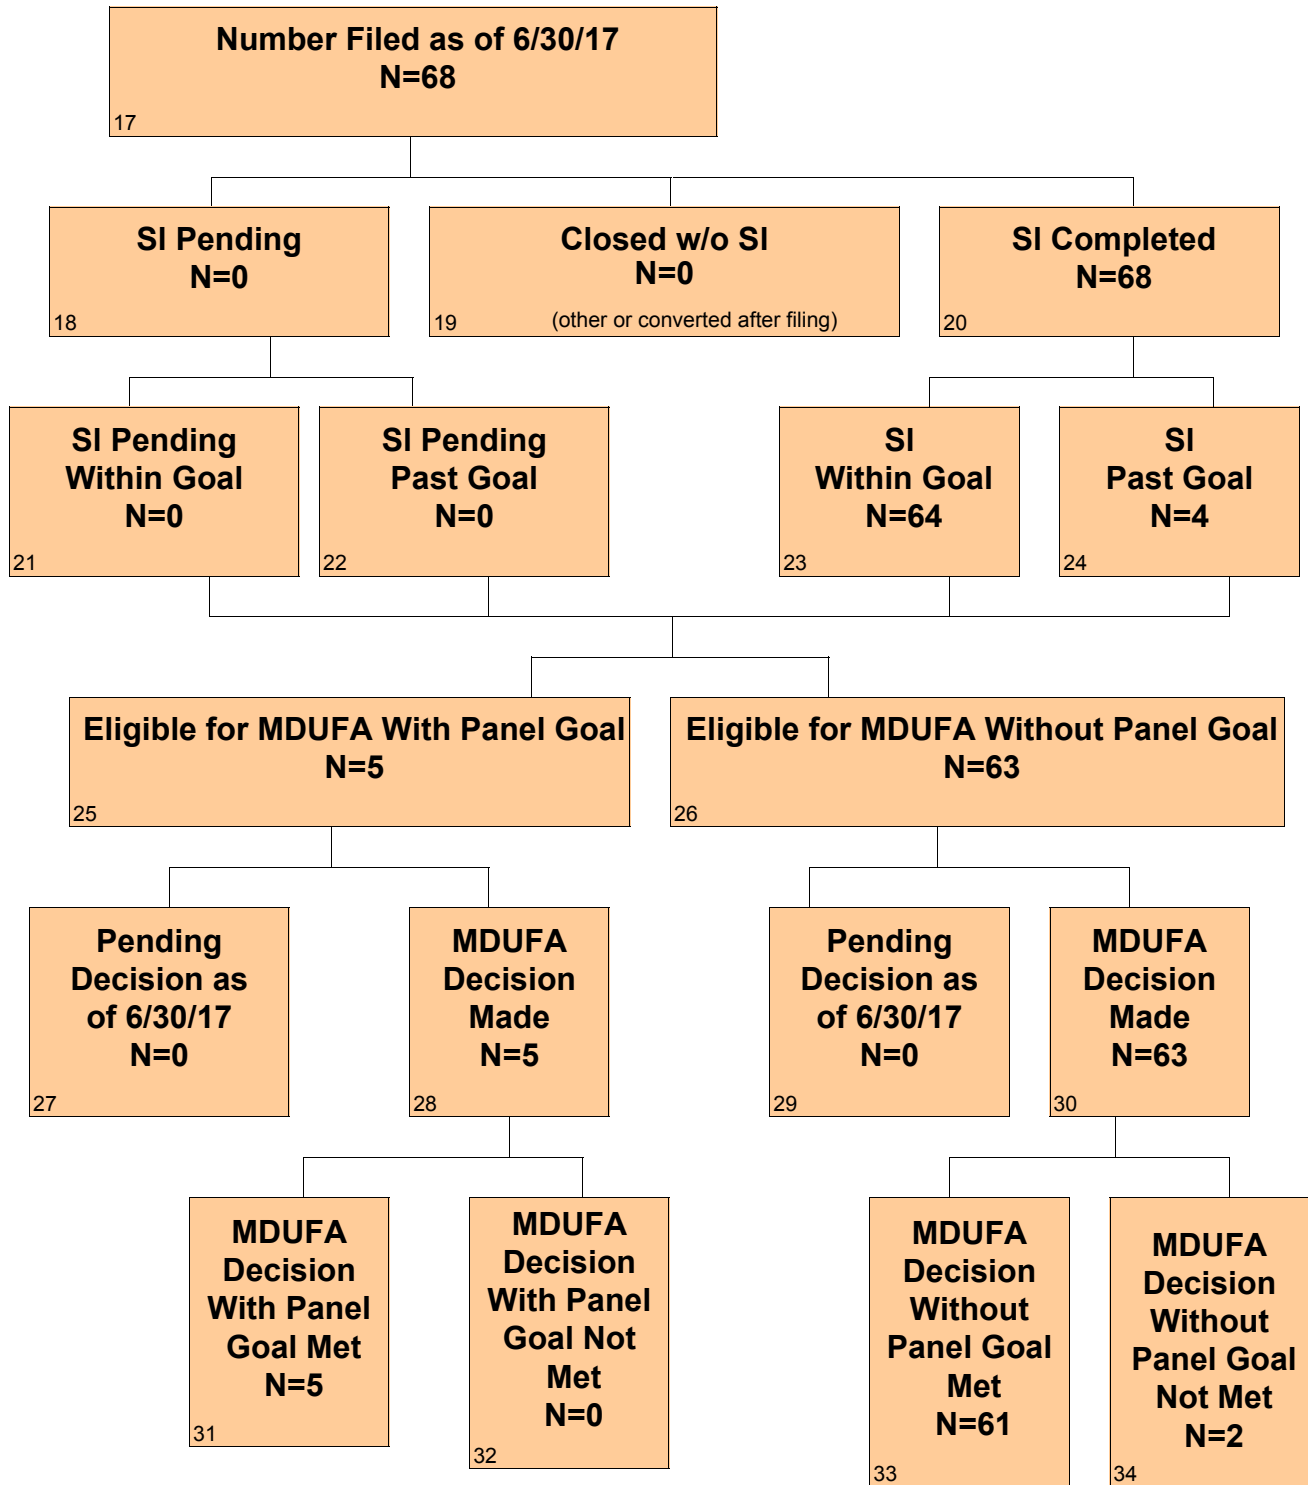 Number Filed as of 6/30/17
N=68
17
SI Pending
N=0
18
Closed w/o SI
N=0
(other or converted after filing)
19
SI Completed
N=68
20
SI Pending
Within Goal
N=0
21
SI Pending
Past Goal
N=0
22
SI
Within Goal
N=64
23
SI
Past Goal
N=4
24
Eligible for MDUFA With Panel Goal
N=5
25
Eligible for MDUFA Without Panel Goal
N=63
26
Pending
Decision as
of 6/30/17
N=0
27
MDUFA
Decision
Made
N=5
28
Pending
Decision as
of 6/30/17
N=0
29
MDUFA
Decision
Made
N=63
30
MDUFA
Decision
With Panel
Goal Met
N=5
31
MDUFA
Decision
With Panel
Goal Not
Met
N=0
32
MDUFA
Decision
Without
Panel Goal
Met
N=61
33
MDUFA
Decision
Without
Panel Goal
Not Met
N=2
34